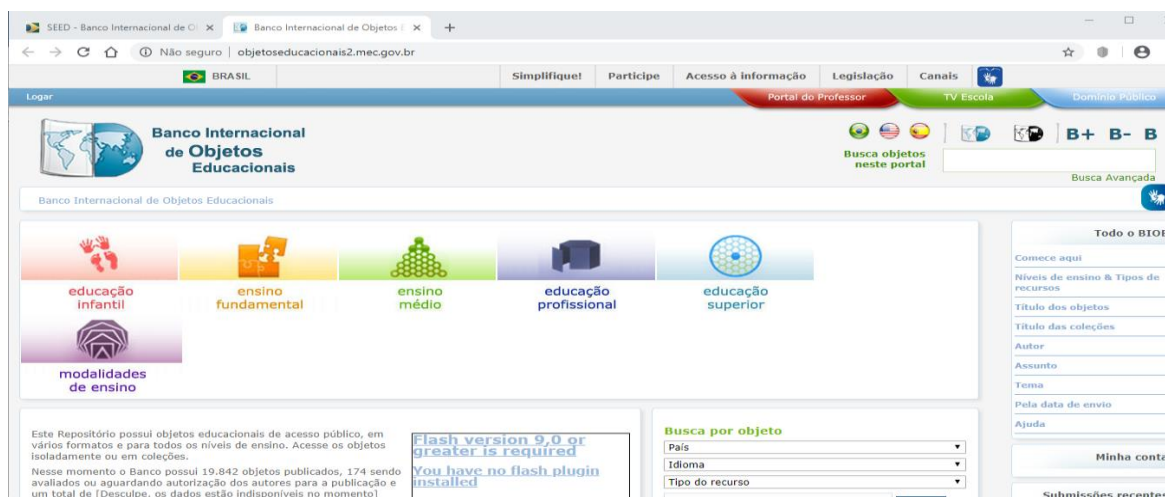 SEED - Banco Internacional de O
Banco Internacional de Objetos
Não seguro | objetoseducacionais2.mec.gov.br
BRASIL
Simplifique! Participe Acesso à informação Legislação Canais
Logar
Portal do Professor TV Escola Domínio Público
Banco Internacional
de Objetos
Educacionais
B+ B- B
Busca objetos
neste portal
Busca Avançada
Banco Internacional de Objetos Educacionais
educação
infantil
ensino
fundamental
ensino
médio
educação
profissional
educação
superior
modalidades
de ensino
Todo o BIOE
Comece aqui
Níveis de ensino & Tipos de
recursos
Título dos objetos
Título das coleções
Autor
Assunto
Tema
Pela data de envio
Ajuda
Minha conta
Submissões recentes
Este Repositório possui objetos educacionais de acesso público, em
vários formatos e para todos os níveis de ensino. Acesse os objetos
isoladamente ou em coleções.
Nesse momento o Banco possui 19.842 objetos publicados, 174 sendo
avaliados ou aguardando autorização dos autores para a publicação e
um total de [Desculpe, os dados estão indisponíveis no momento]
Flash version 9,0 or
greater is required
You have no flash plugin
installed
Busca por objeto
País
Idioma
Tipo do recurso